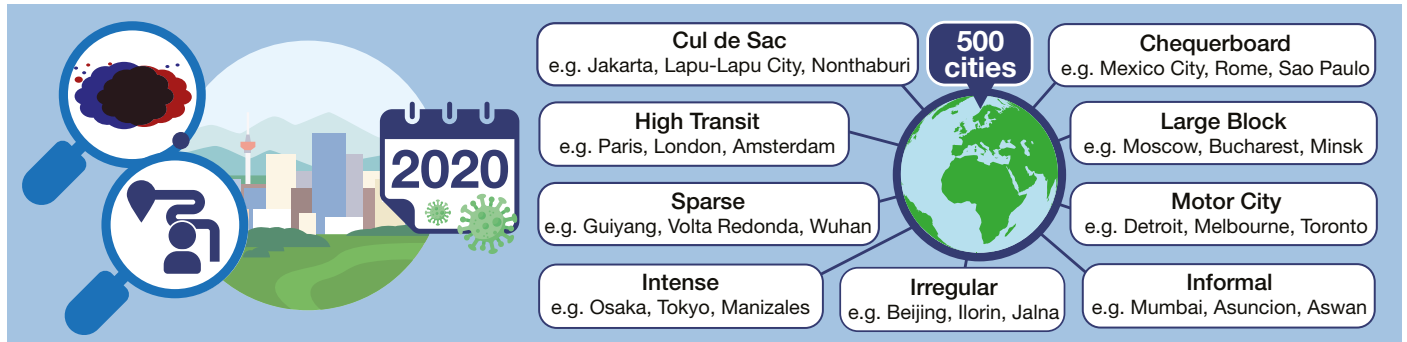 2020
500
cities
Cul de Sac
e.g. Jakarta, Lapu-Lapu City, Nonthaburi
Chequerboard
e.g. Mexico City, Rome, Sao Paulo
High Transit
e.g. Paris, London, Amsterdam
Large Block
e.g. Moscow, Bucharest, Minsk
Sparse
e.g. Guiyang, Volta Redonda, Wuhan
Motor City
e.g. Detroit, Melbourne, Toronto
Intense
e.g. Osaka, Tokyo, Manizales
Irregular
e.g. Beijing, Ilorin, Jalna
Informal
e.g. Mumbai, Asuncion, Aswan